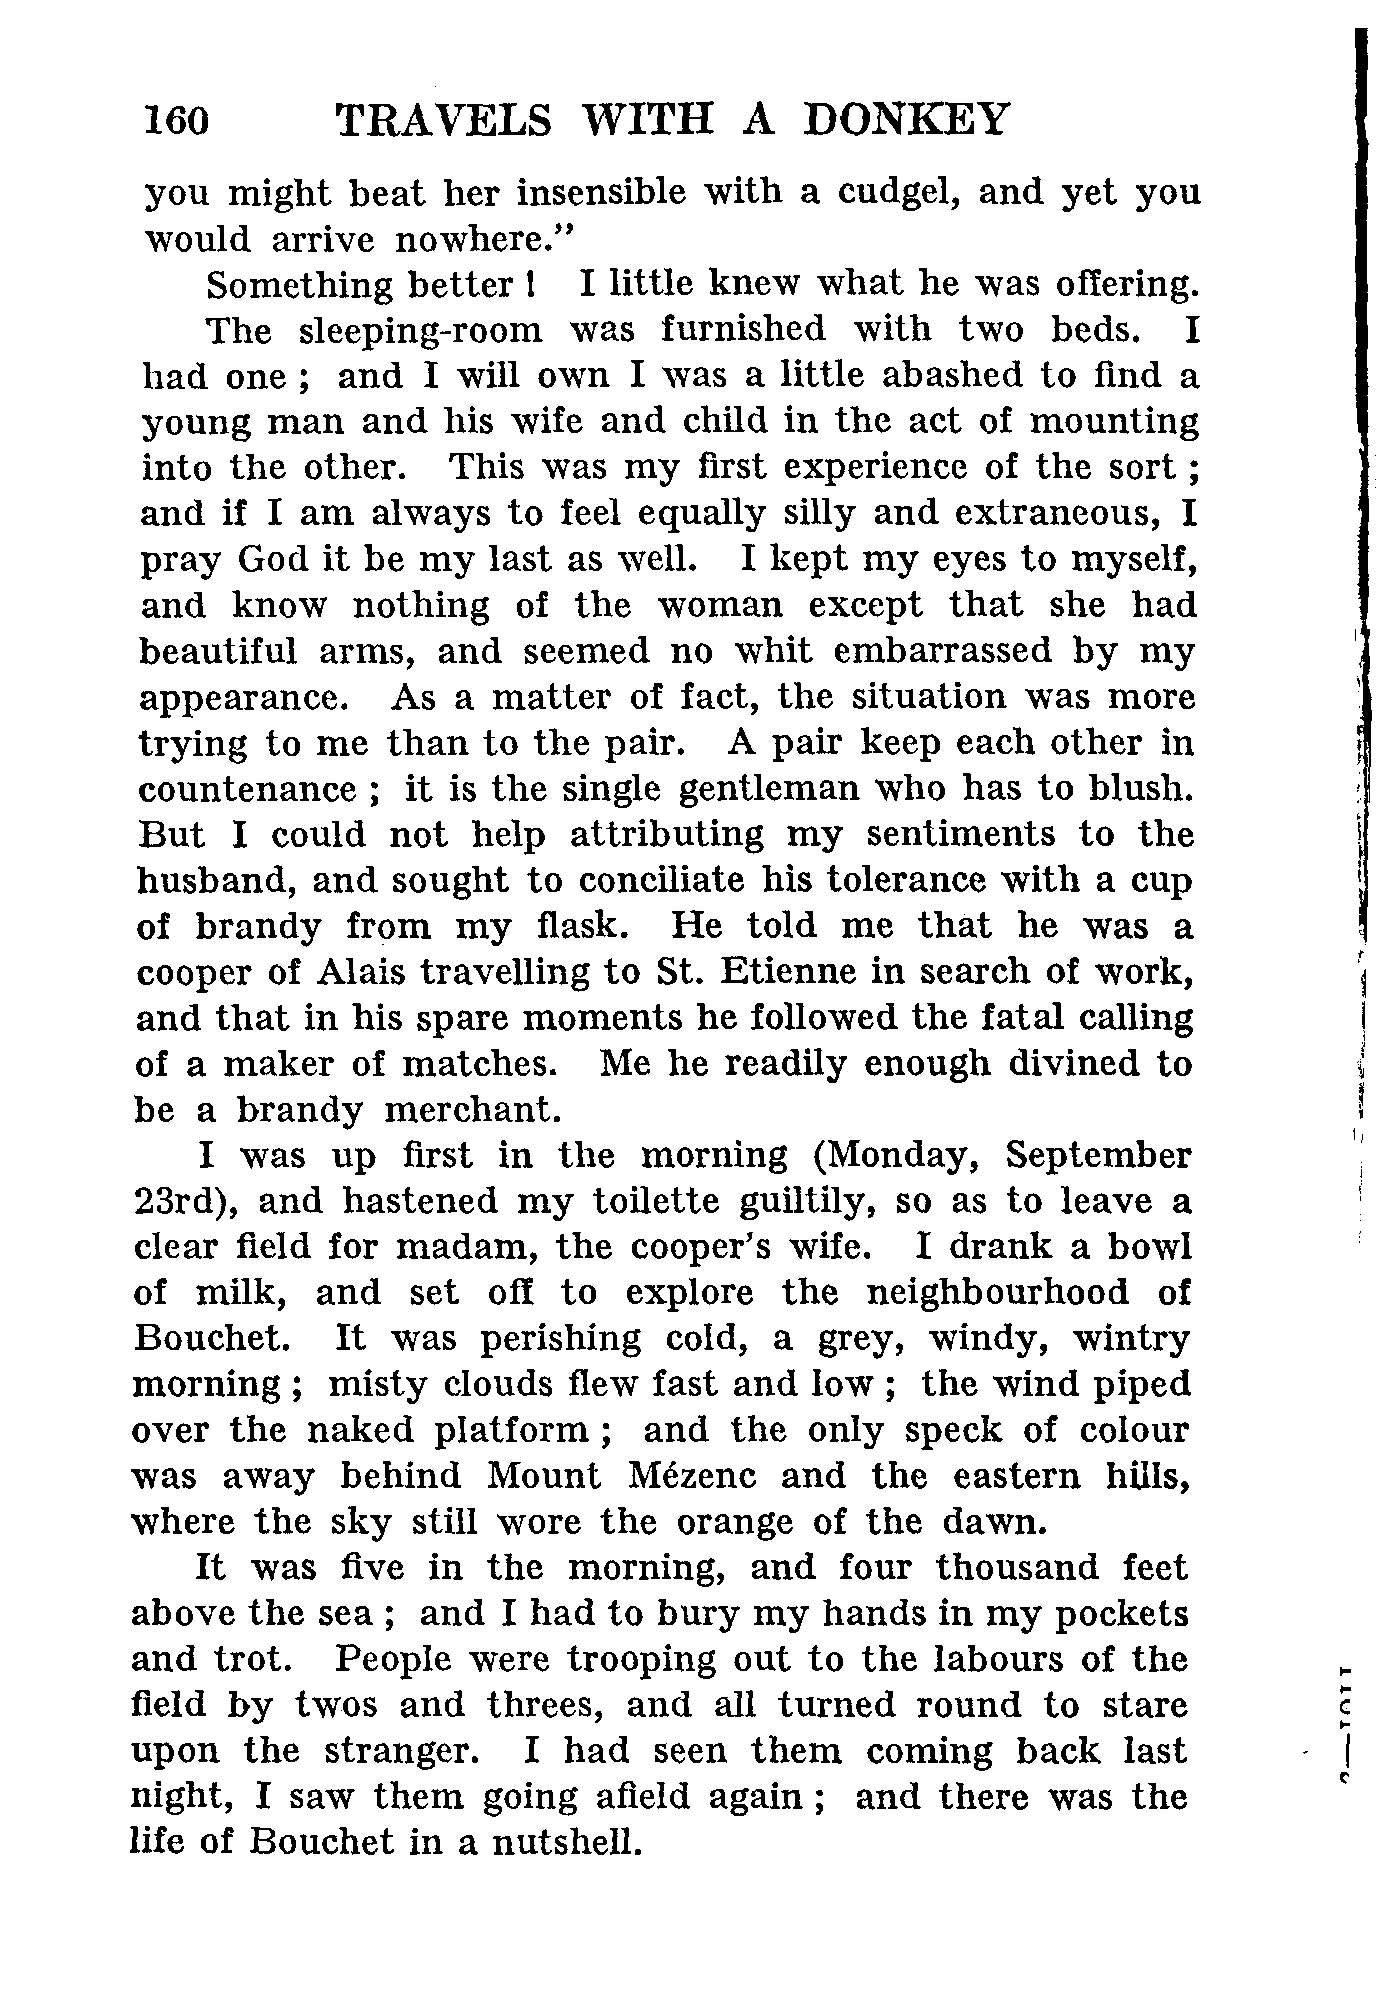 160 TRAVELS WITH A DONKEY
you might beat her insensible with a cudgel, and yet you
would arrive nowhere.”
Something better ! I little knew what he was offering.
The sleeping-room was furnished with two beds. I
had one ; and I will own I was a little abashed to find a
young man and his wife and child in the act of mounting
into the other. This was my first experience of the sort ;
and if I am always to feel equally silly and extraneous, I
pray God it be my last as well. I kept my eyes to myself,
and know nothing of the woman except that she had
beautiful arms, and seemed no whit embarrassed by my
appearance. As a matter of fact, the situation was more
trying to me than to the pair. A pair keep each other in
countenance ; it is the single gentleman who has to blush.
But I could not help attributing my sentiments to the
husband, and sought to conciliate his tolerance with a cup
of brandy from my flask. He told me that he was a
cooper of Alais travelling to St. Etienne in search of work,
and that in his spare moments he followed the fatal calling
of a maker of matches. Me he readily enough divined to
be a brandy merchant.
I was up first in the morning (Monday, September
23rd), and hastened my toilette guiltily, so as to leave a
clear field for madam, the cooper’s wife. I drank a bowl
of milk, and set off to explore the neighbourhood of
Bouchet. It was perishing cold, a grey, windy, wintry
morning ; misty clouds flew fast and low ; the wind piped
over the naked platform ; and the only speck of colour
was away behind Mount Mézenc and the eastern hills,
where the sky still wore the orange of the dawn.
It was five in the morning, and four thousand feet
above the sea ; and I had to bury my hands in my pockets
and trot. People were trooping out to the labours of the
field by twos and threes, and all turned round to stare
upon the stranger. I had seen them coming back last
night, I saw them going afield again ; and there was the
life of Bouchet in a nutshell.